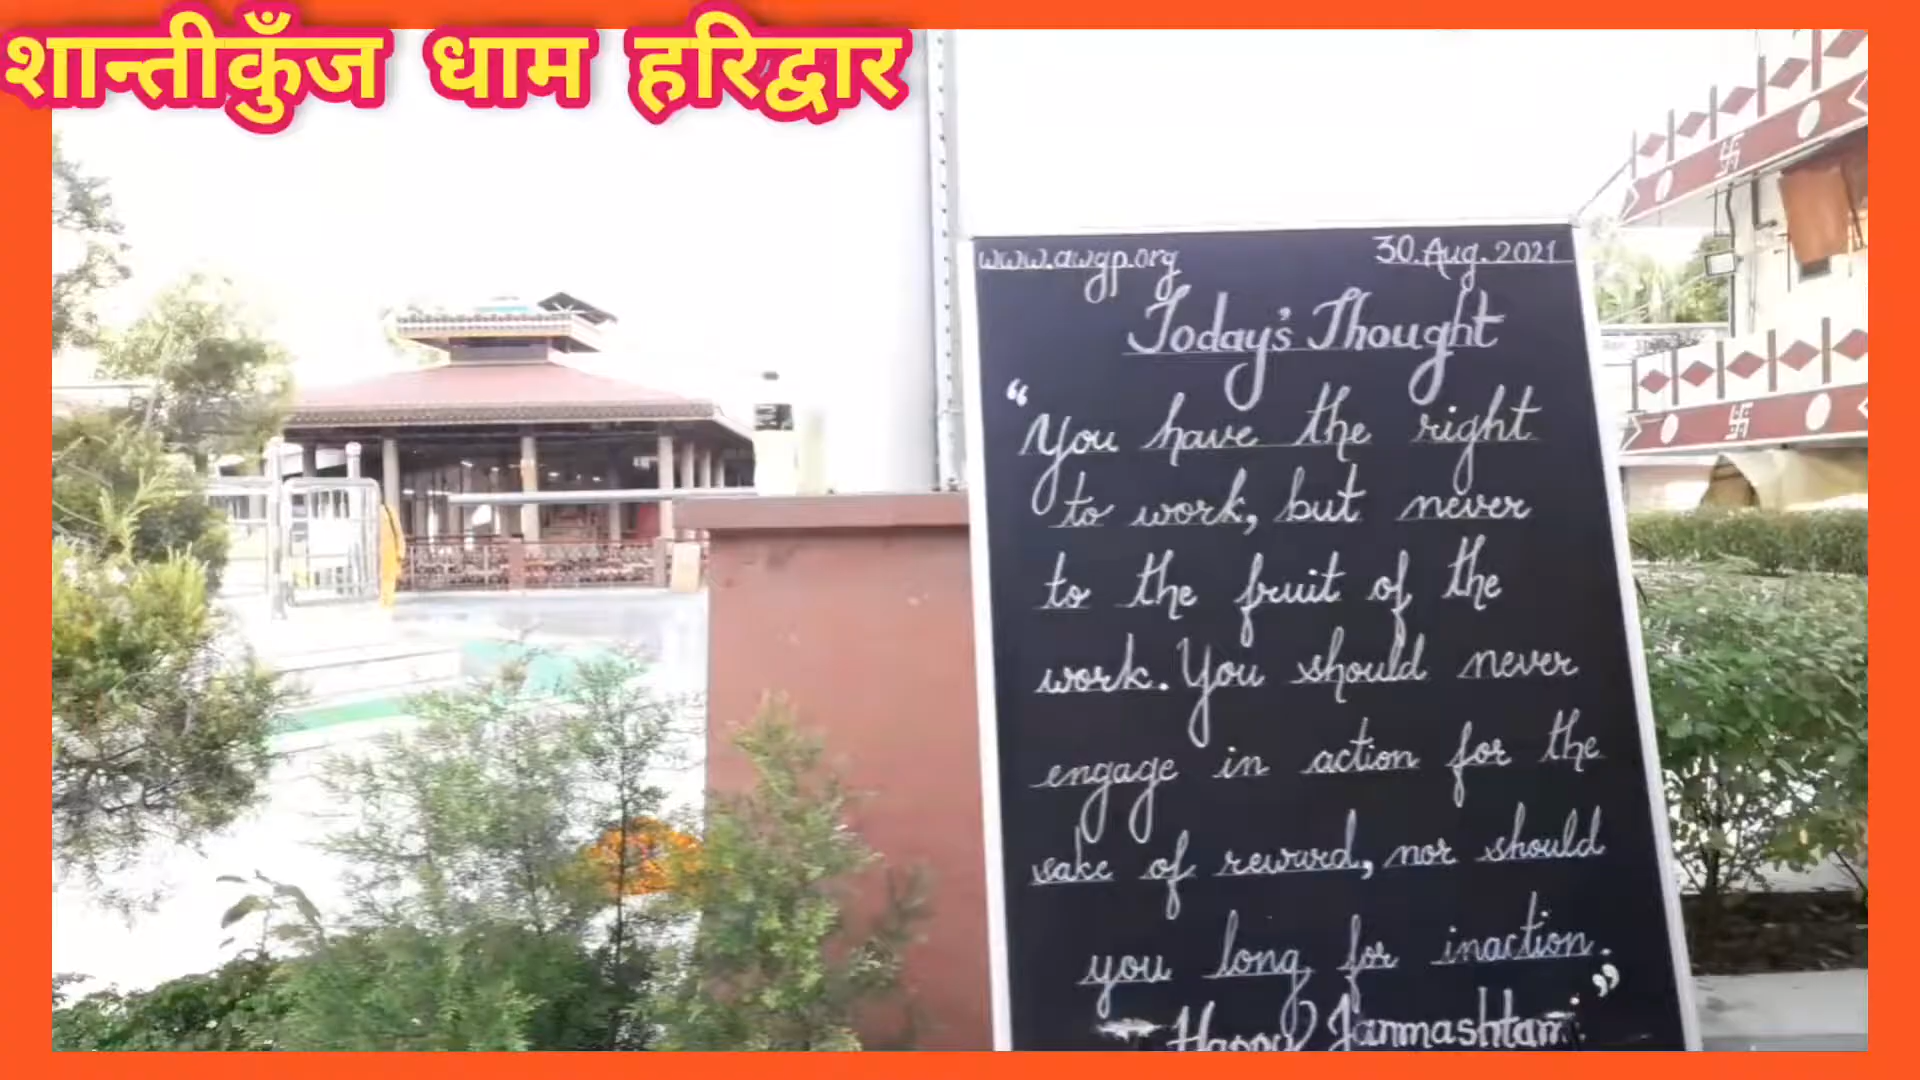 शान्तीकुँज धाम हरिद्वार
www.awgp.org
30.Aug.2021
Today's Thought
“You have the right
to work, but never
to the fruit of the
work. You should never
engage in action for the
sake of reward, nor should
you long for inaction.”
- Happy Janmashtami